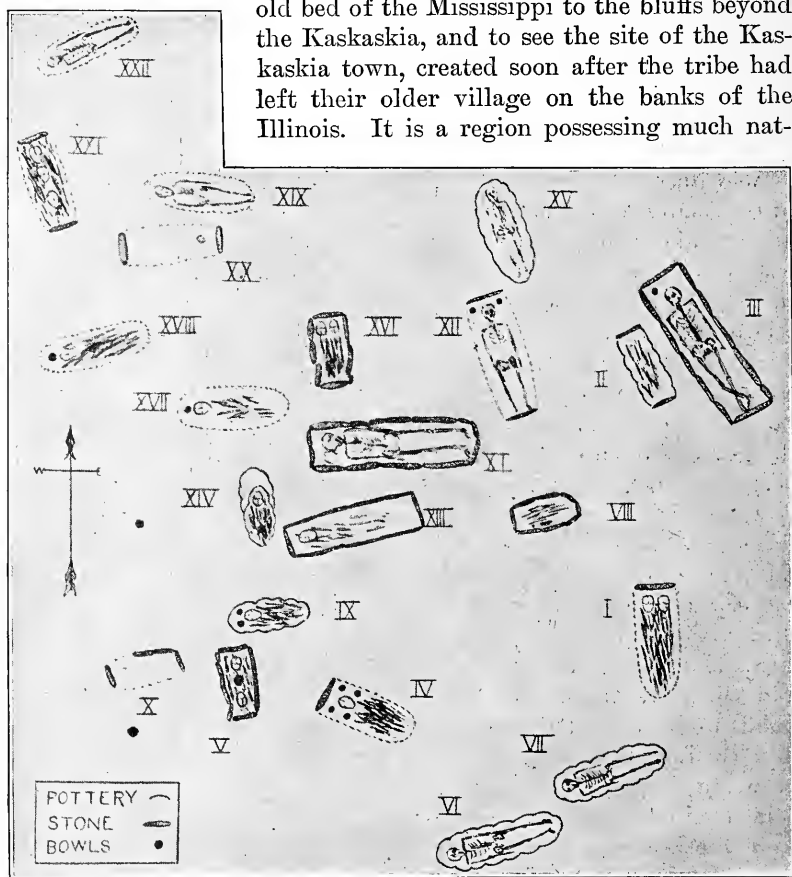 old bed of the Mississippi to the bluffs beyond
the Kaskaskia, and to see the site of the Kas-
kaskia town, created soon after the tribe had
left their older village on the banks of the
Illinois. It is a region possessing much nat-
XXII
XXI
XIX
XV
XX
III
XVIII
XVI
XII
II
XVII
XI
W
XIV
XIII
VIII
IX
I
X
V
IV
VII
VI
POTTERY
STONE
BOWLS